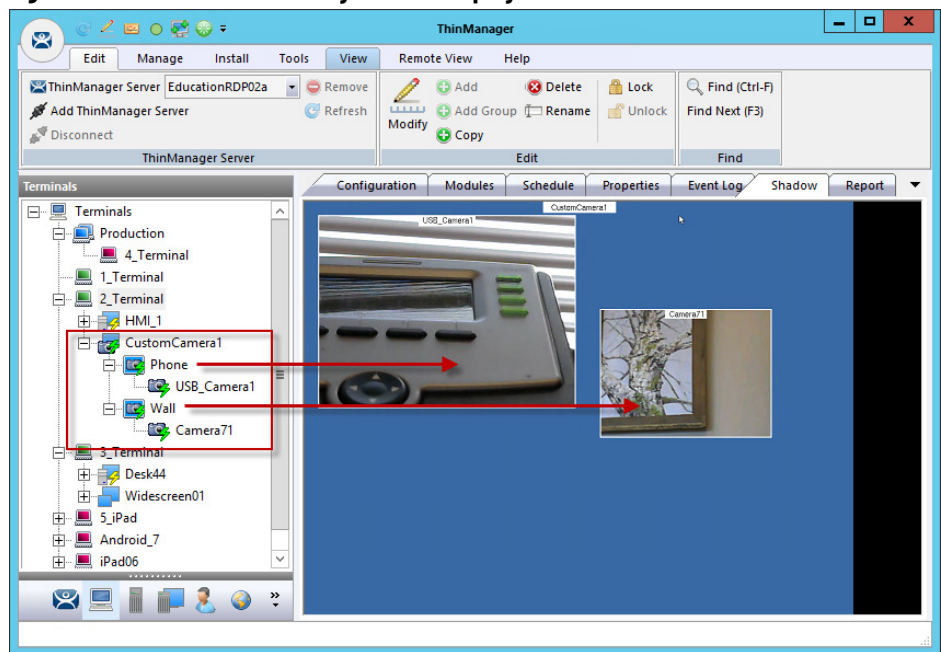 ThinManager
Edit Manage Install Tools View Remote View Help
ThinManager Server EducationRDP02a Remove
Add ThinManager Server Refresh
Disconnect
ThinManager Server
Modify
Add Delete Lock
Add Group Rename Unlock
Copy
Edit
Find (Ctrl-F)
Find Next (F3)
Find
Terminals
Configuration Modules Schedule Properties Event Log Shadow Report
Terminals
Production
4_Terminal
1_Terminal
2_Terminal
HMI_1
CustomCamera1
Phone
USB_Camera1
Wall
Camera71
3_Terminal
Desk44
Widescreen01
5_iPad
Android_7
iPad06
CustomCamera1
USB_Camera1
Camera71